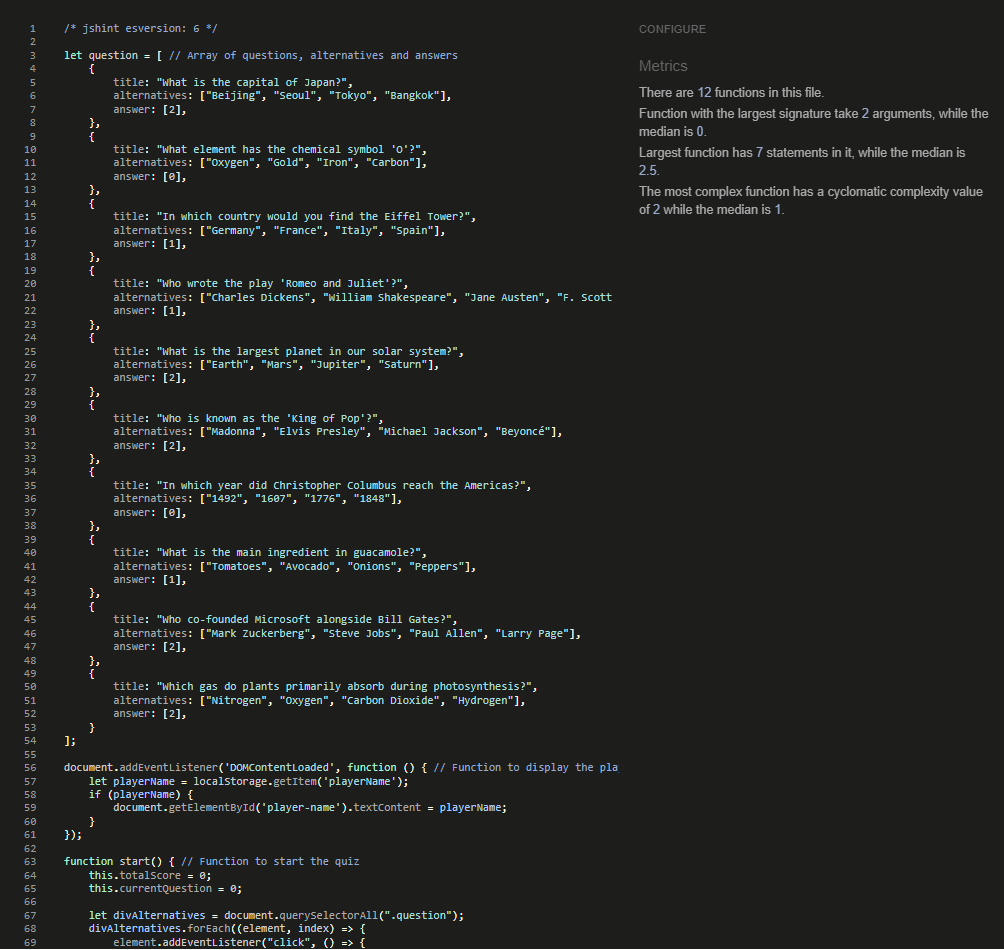 1 /* jshint esversion: 6 */
2
3 let question = [ // Array of questions, alternatives and answers
4 {
5 title: "What is the capital of Japan?",
6 alternatives: ["Beijing", "Seoul", "Tokyo", "Bangkok"],
7 answer: [2],
8 },
9 {
10 title: "What element has the chemical symbol 'O'?",
11 alternatives: ["Oxygen", "Gold", "Iron", "Carbon"],
12 answer: [0],
13 },
14 {
15 title: "In which country would you find the Eiffel Tower?",
16 alternatives: ["Germany", "France", "Italy", "Spain"],
17 answer: [1],
18 },
19 {
20 title: "Who wrote the play 'Romeo and Juliet'?",
21 alternatives: ["Charles Dickens", "William Shakespeare", "Jane Austen", "F. Scott
22 answer: [1],
23 },
24 {
25 title: "What is the largest planet in our solar system?",
26 alternatives: ["Earth", "Mars", "Jupiter", "Saturn"],
27 answer: [2],
28 },
29 {
30 title: "Who is known as the 'King of Pop'?",
31 alternatives: ["Madonna", "Elvis Presley", "Michael Jackson", "Beyoncé"],
32 answer: [2],
33 },
34 {
35 title: "In which year did Christopher Columbus reach the Americas?",
36 alternatives: ["1492", "1607", "1776", "1848"],
37 answer: [0],
38 },
39 {
40 title: "What is the main ingredient in guacamole?",
41 alternatives: ["Tomatoes", "Avocado", "Onions", "Peppers"],
42 answer: [1],
43 },
44 {
45 title: "Who co-founded Microsoft alongside Bill Gates?",
46 alternatives: ["Mark Zuckerberg", "Steve Jobs", "Paul Allen", "Larry Page"],
47 answer: [2],
48 },
49 {
50 title: "Which gas do plants primarily absorb during photosynthesis?",
51 alternatives: ["Nitrogen", "Oxygen", "Carbon Dioxide", "Hydrogen"],
52 answer: [2],
53 }
54 ];
55
56 document.addEventListener('DOMContentLoaded', function () { // Function to display the pla
57 let playerName = localStorage.getItem('playerName');
58 if (playerName) {
59 document.getElementById('player-name').textContent = playerName;
60 }
61 });
62
63 function start() { // Function to start the quiz
64 this.totalScore = 0;
65 this.currentQuestion = 0;
66
67 let divAlternatives = document.querySelectorAll(".question");
68 divAlternatives.forEach((element, index) => {
69 element.addEventListener("click", () => {
CONFIGURE
Metrics
There are 12 functions in this file.
Function with the largest signature take 2 arguments, while the
median is 0.
Largest function has 7 statements in it, while the median is
2.5.
The most complex function has a cyclomatic complexity value
of 2 while the median is 1.